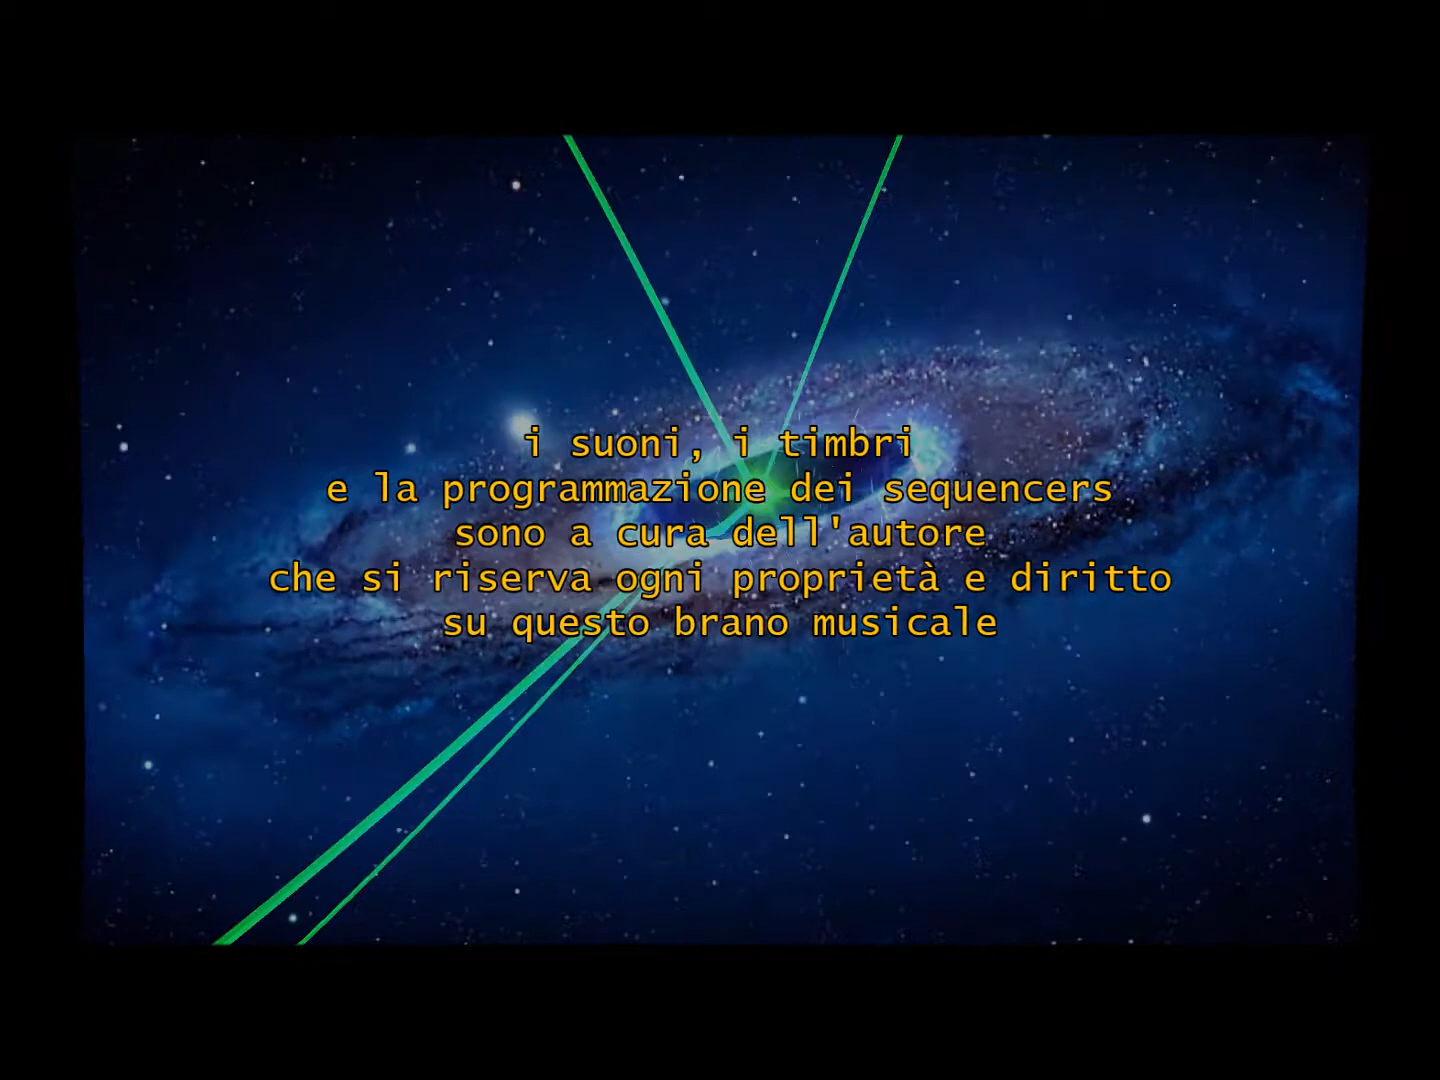 i suoni, i timbri
e la programmazione dei sequencers
sono a cura dell'autore
che si riserva ogni proprietà e diritto
su questo brano musicale